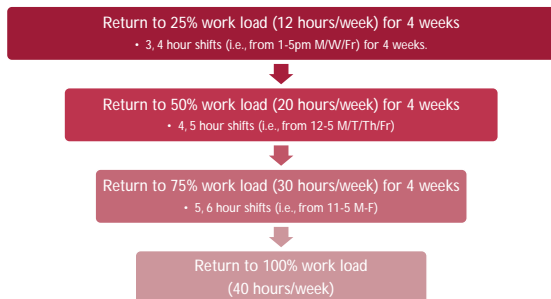 Return to 25% work load (12 hours/week) for 4 weeks
• 3, 4 hour shifts (i.e., from 1-5pm M/W/Fr) for 4 weeks.
Return to 50% work load (20 hours/week) for 4 weeks
• 4, 5 hour shifts (i.e., from 12-5 M/T/Th/Fr)
Return to 75% work load (30 hours/week) for 4 weeks
• 5, 6 hour shifts (i.e., from 11-5 M-F)
Return to 100% work load
(40 hours/week)